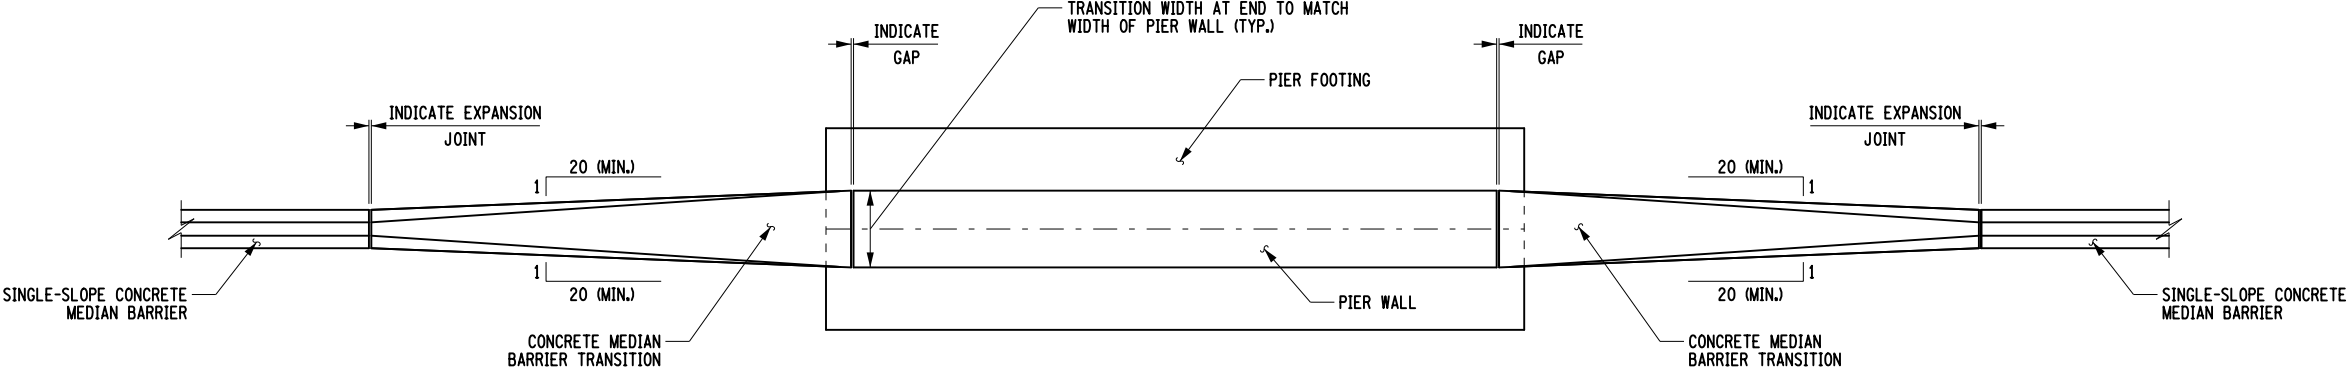 TRANSITION WIDTH AT END TO MATCH
WIDTH OF PIER WALL (TYP.)
INDICATE
GAP
INDICATE
GAP
PIER FOOTING
INDICATE EXPANSION
JOINT
INDICATE EXPANSION
JOINT
20 (MIN.)
1
20 (MIN.)
1
1
20 (MIN.)
1
20 (MIN.)
SINGLE-SLOPE CONCRETE
MEDIAN BARRIER
PIER WALL
SINGLE-SLOPE CONCRETE
MEDIAN BARRIER
CONCRETE MEDIAN
BARRIER TRANSITION
CONCRETE MEDIAN
BARRIER TRANSITION